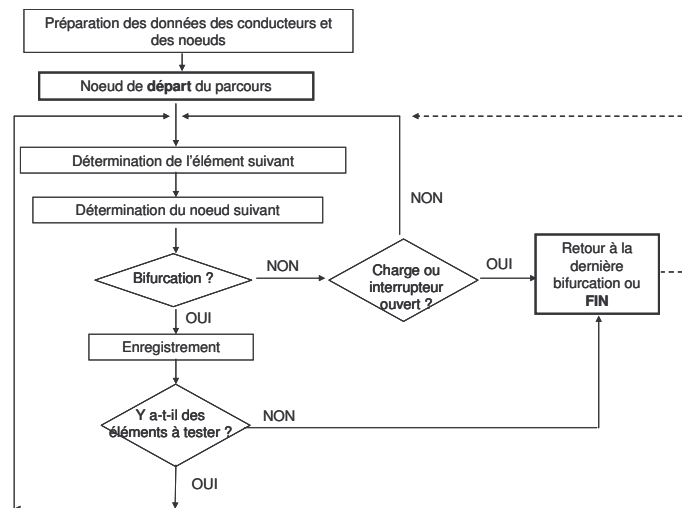 Préparation des données des conducteurs et
des noeuds
Noeud de départ du parcours
Détermination de l'élément suivant
Détermination du noeud suivant
NON
Bifurcation ?
NON
Charge ou
interrupteur
ouvert ?
OUI
Retour à la
dernière
bifurcation ou
FIN
OUI
Enregistrement
Y a-t-il des
éléments à tester ?
NON
OUI